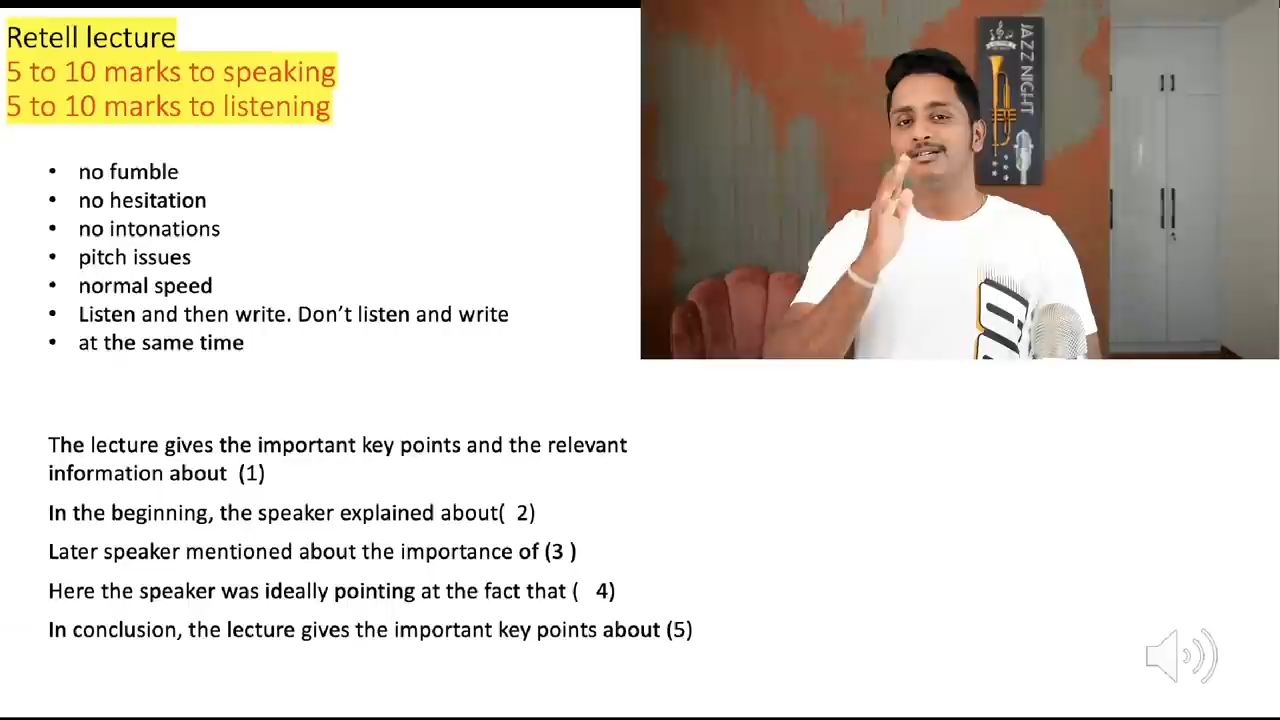 Retell lecture
5 to 10 marks to speaking
5 to 10 marks to listening
• no fumble
• no hesitation
• no intonations
• pitch issues
• normal speed
• Listen and then write. Don’t listen and write
• at the same time
The lecture gives the important key points and the relevant
information about (1)
In the beginning, the speaker explained about( 2)
Later speaker mentioned about the importance of (3 )
Here the speaker was ideally pointing at the fact that ( 4)
In conclusion, the lecture gives the important key points about (5)
JAZZ NIGHT